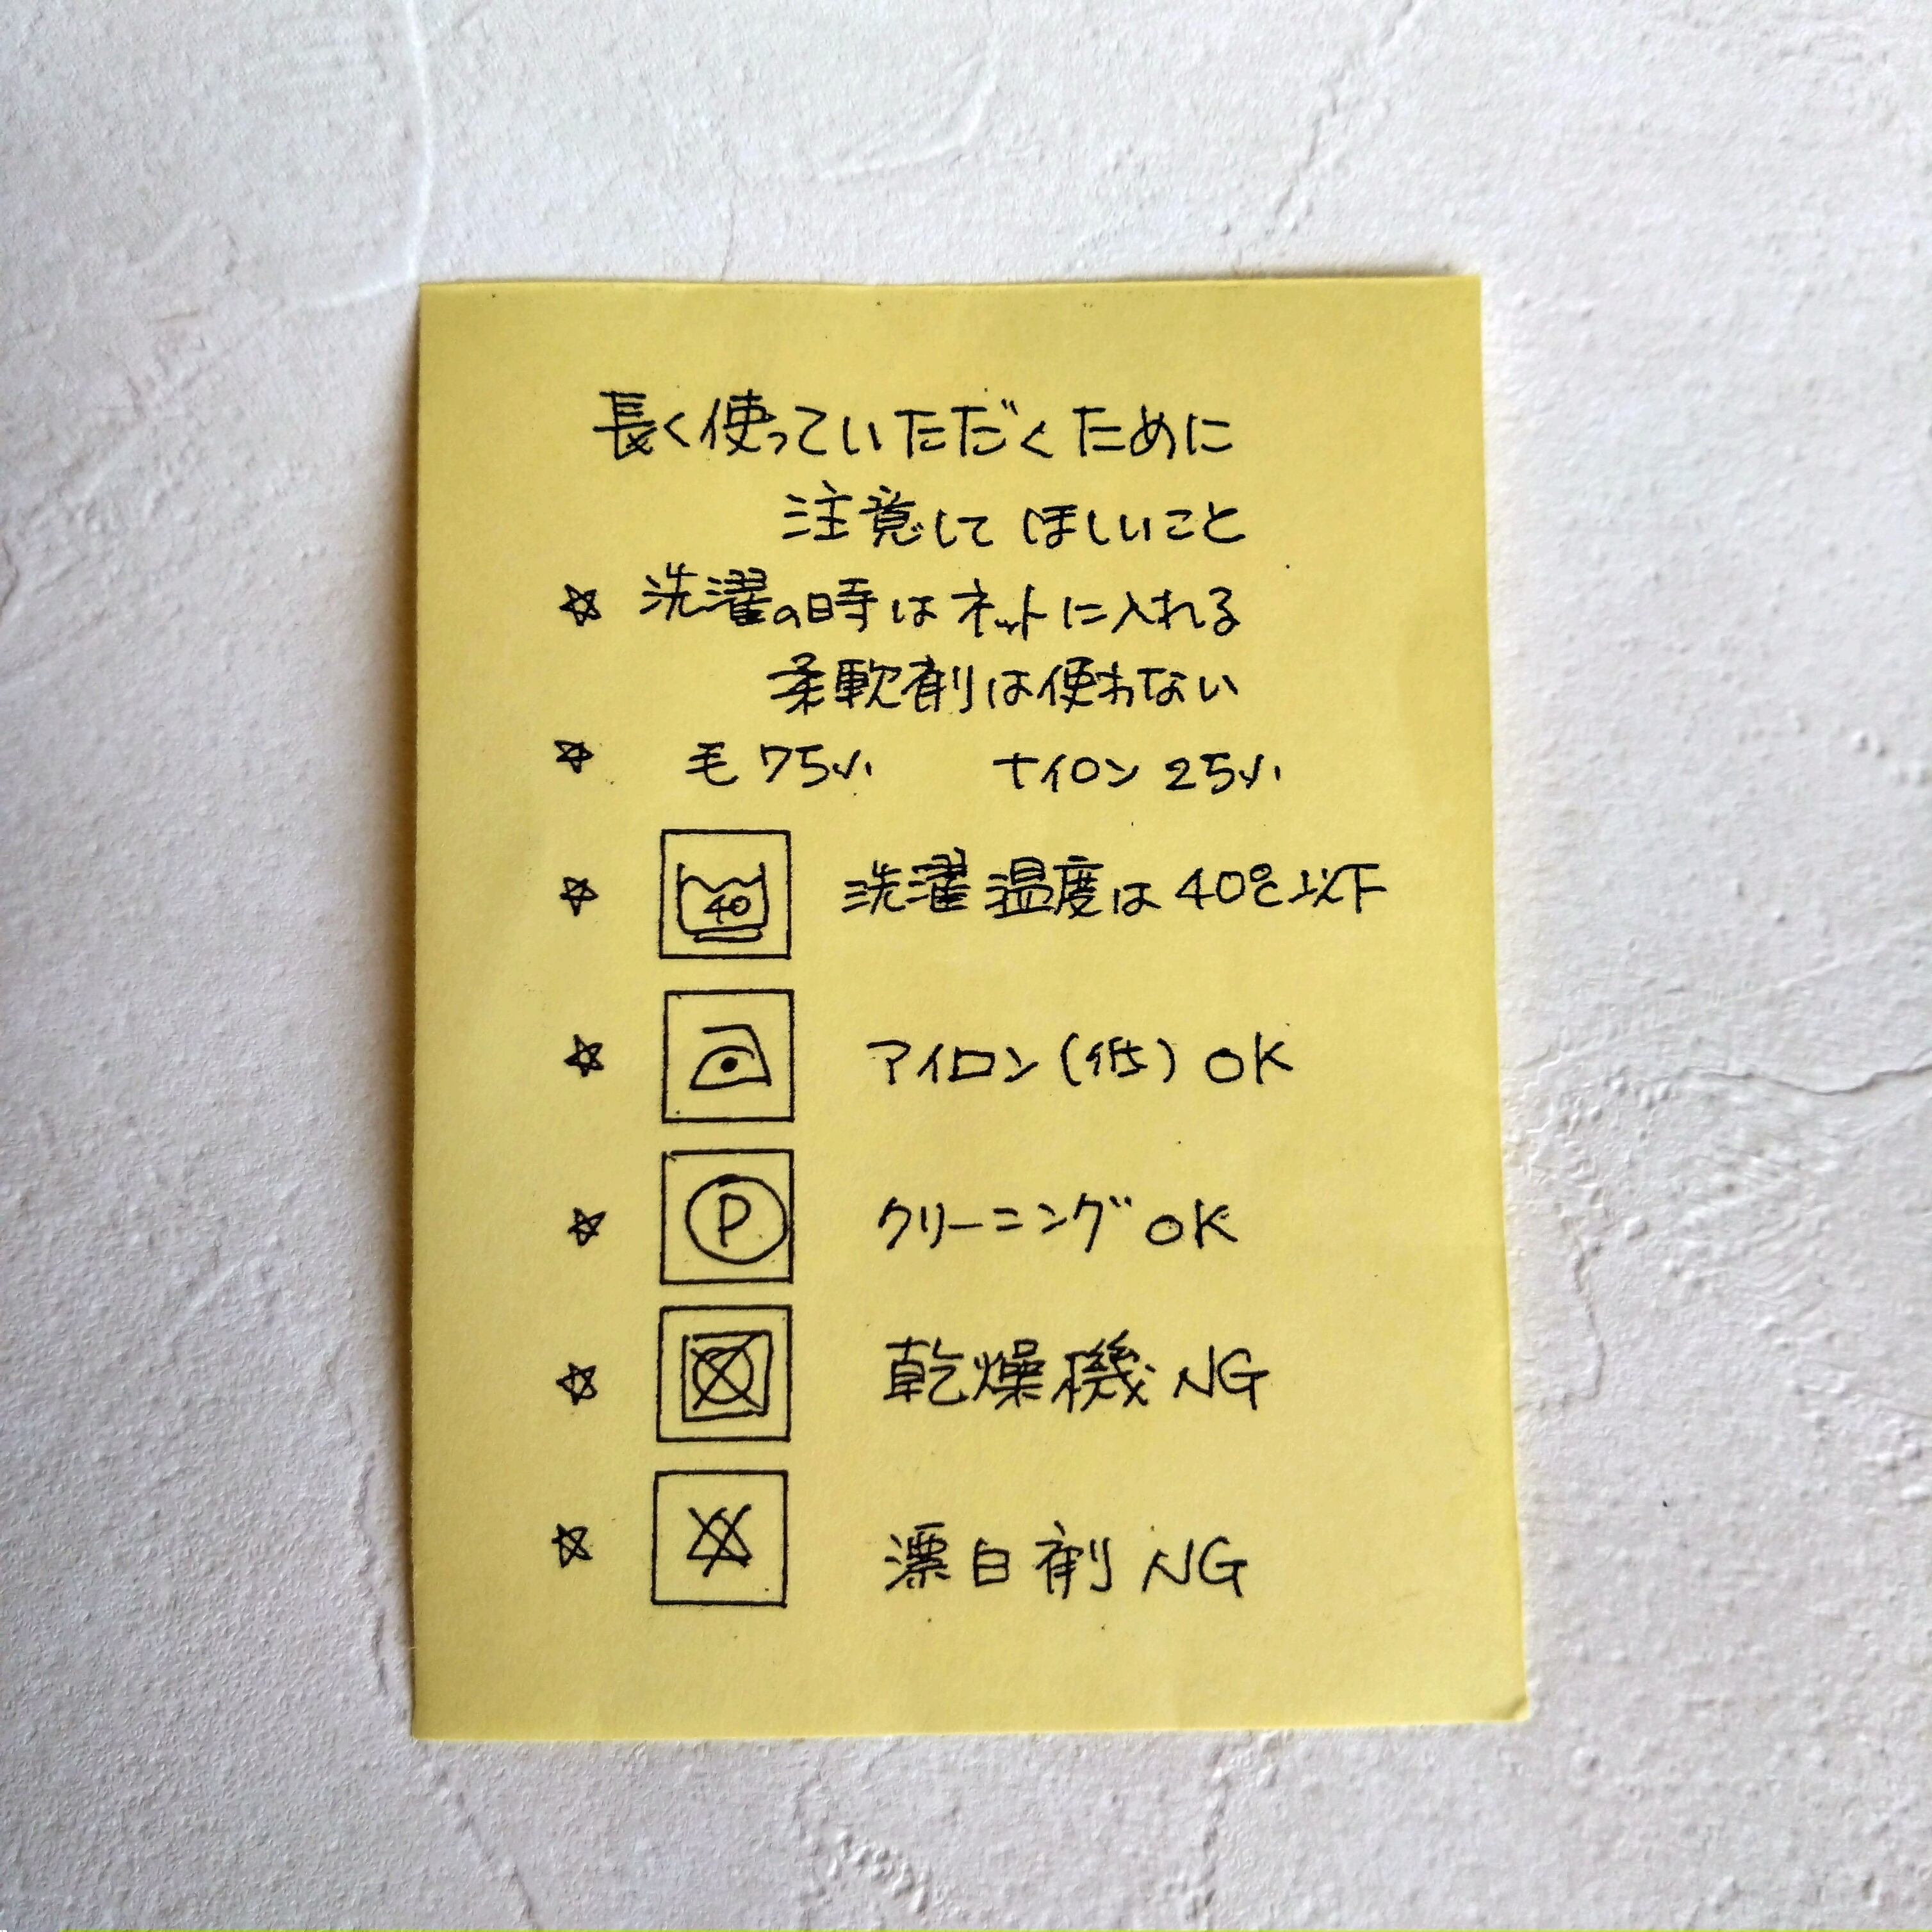 長く使っていただくために
注意してほしいこと
☆ 洗濯の時はネットに入れる
柔軟剤は使わない
☆ 毛75% ナイロン25%
☆ 40 洗濯温度は40℃以下
☆ アイロン(低)OK
☆ P クリーニングOK
☆ 乾燥機NG
☆ 漂白剤NG